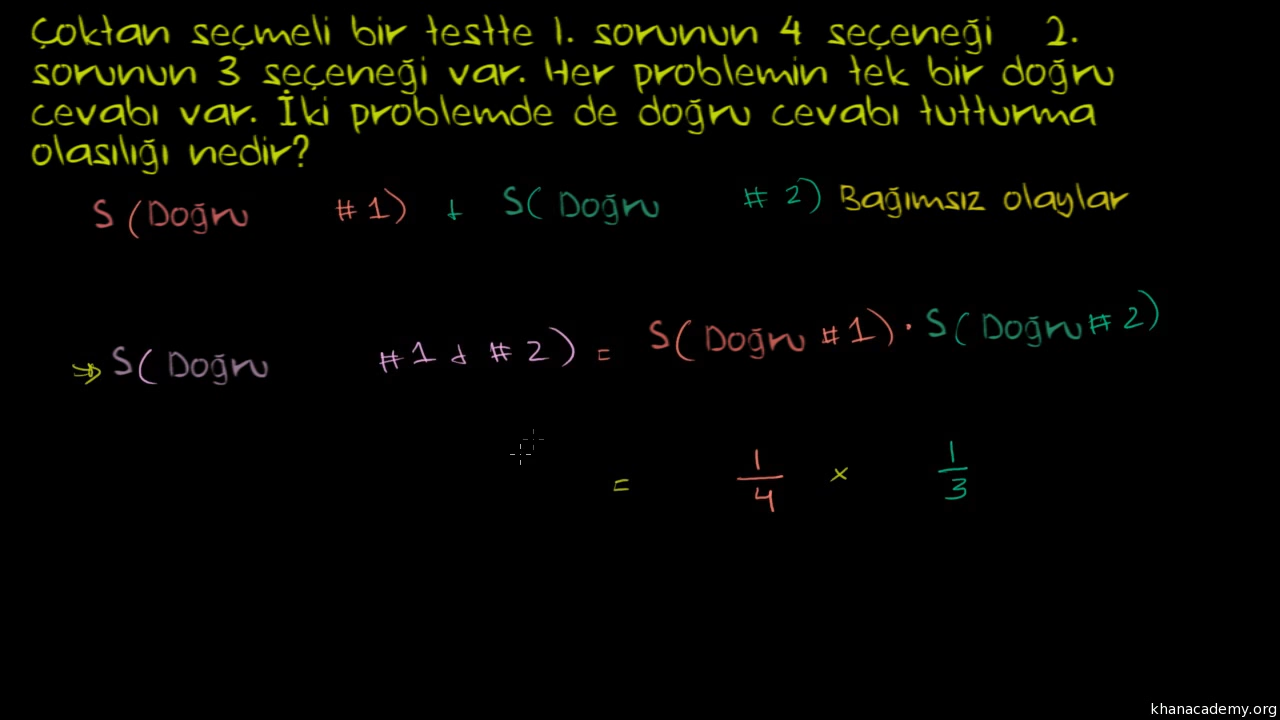 Çoktan seçmeli bir testte 1. sorunun 4 seçeneği 2.
sorunun 3 seçeneği var. Her problemin tek bir doğru
cevabı var. İki problemde de doğru cevabı tutturma
olasılığı nedir?
S(Doğru #1) + S(Doğru #2) Bağımsız olaylar
S(Doğru #1 + #2) = S(Doğru #1) · S(Doğru #2)
= 1/4 × 1/3
khanacademy.org